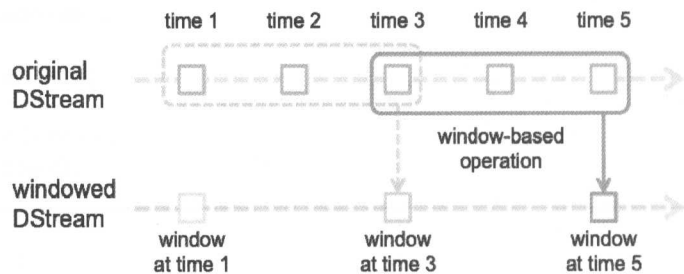 time 1 time 2 time 3 time 4 time 5
original
DStream
window-based
operation
windowed
DStream
window
at time 1
window
at time 3
window
at time 5